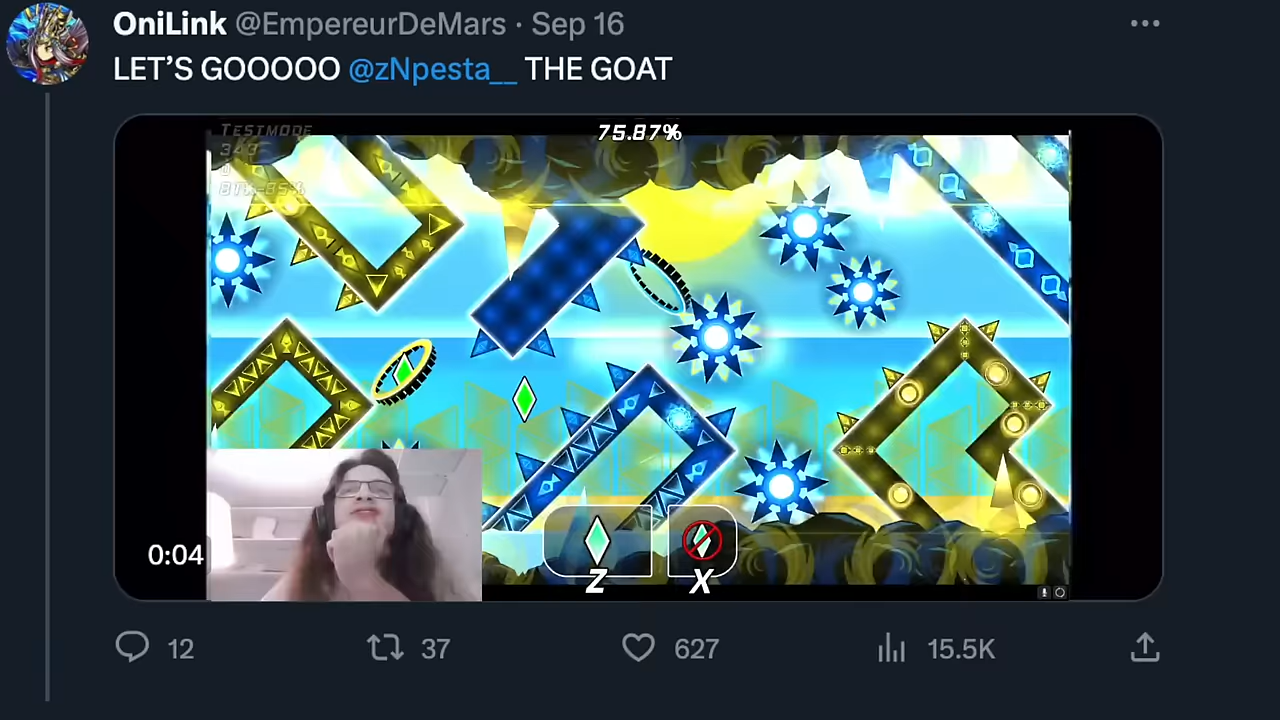 OniLink @EmpereurDeMars · Sep 16
LET’S GOOOOO @zNpesta__ THE GOAT
75.87%
TESTMODE
343
0:04
Z X
12 37 627 15.5K